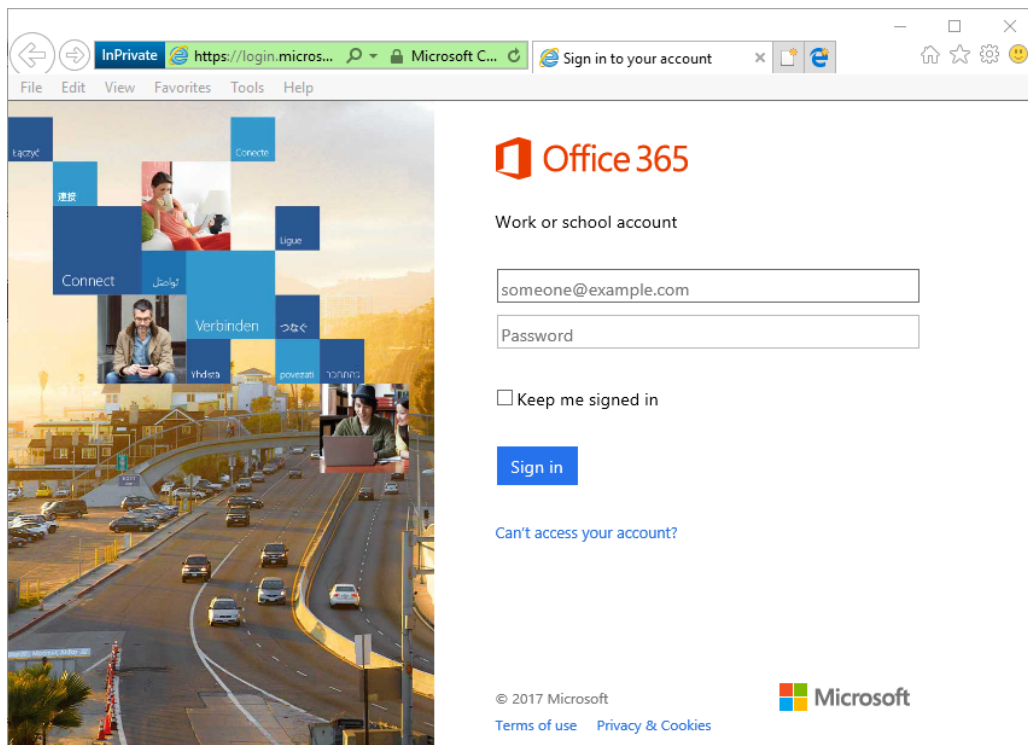 InPrivate
https://login.micros...
Microsoft C...
Sign in to your account
File Edit View Favorites Tools Help
Łączyć
Conecte
連接
Ligue
Connect
تواصل
Verbinden
つなぐ
Yhdistä
povezati
Office 365
Work or school account
someone@example.com
Password
Keep me signed in
Sign in
Can't access your account?
© 2017 Microsoft
Microsoft
Terms of use Privacy & Cookies